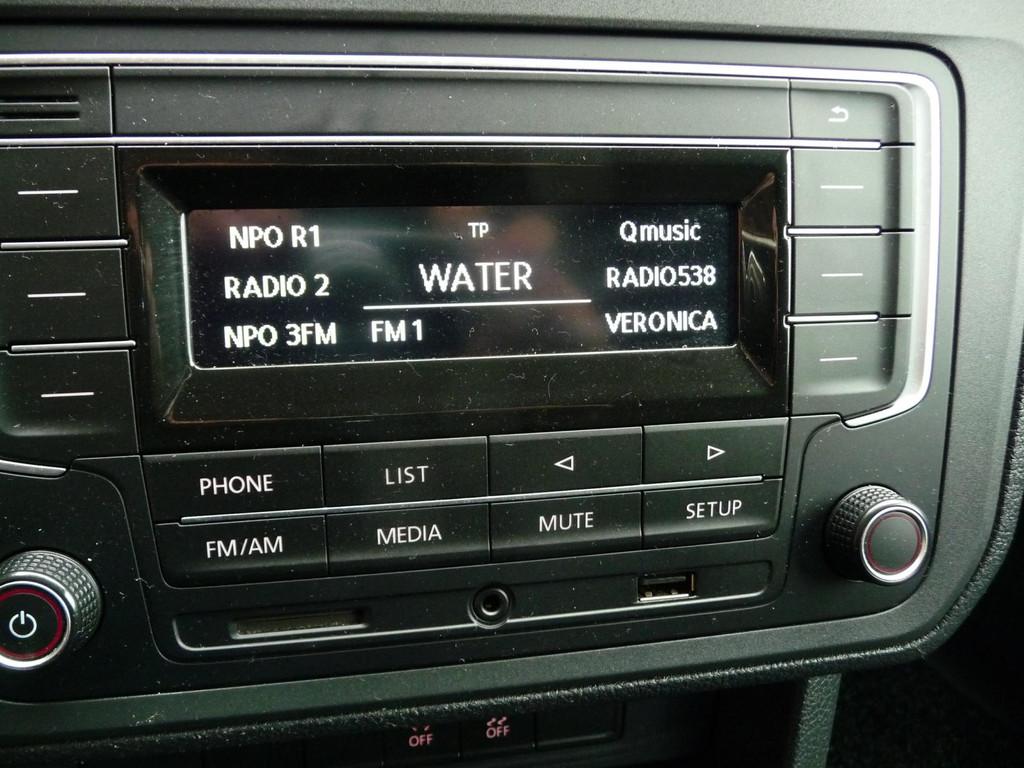 TP
NPO R1
Qmusic
RADIO 2
WATER
RADIO538
NPO 3FM
FM 1
VERONICA
PHONE
LIST
FM/AM
MEDIA
MUTE
SETUP
OFF
OFF